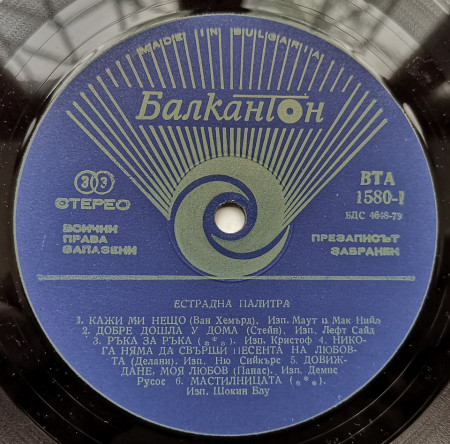 MADE IN BULGARIA
Балкантон
33
СТЕРЕО
ВСИЧКИ
ПРАВА
ЗАПАЗЕНИ
ВТА
1580-I
БДС 4648-79
ПРЕЗАПИСЪТ
ЗАБРАНЕН
ЕСТРАДНА ПАЛИТРА
1. КАЖИ МИ НЕЩО (Ван Хемърд). Изп. Маут и Мак Нийл
2. ДОБРЕ ДОШЛА У ДОМА (Стейн). Изп. Лефт Сайд
3. РЪКА ЗА РЪКА (***). Изп. Кристоф 4. НИКО-
ГА НЯМА ДА СВЪРШИ ПЕСЕНТА НА ЛЮБОВ-
ТА (Делани). Изп. Ню Сийкърс 5. ДОВИЖ-
ДАНЕ, МОЯ ЛЮБОВ (Панас). Изп. Демис
Русос 6. МАСТИЛНИЦАТА (***).
Изп. Шокин Блу